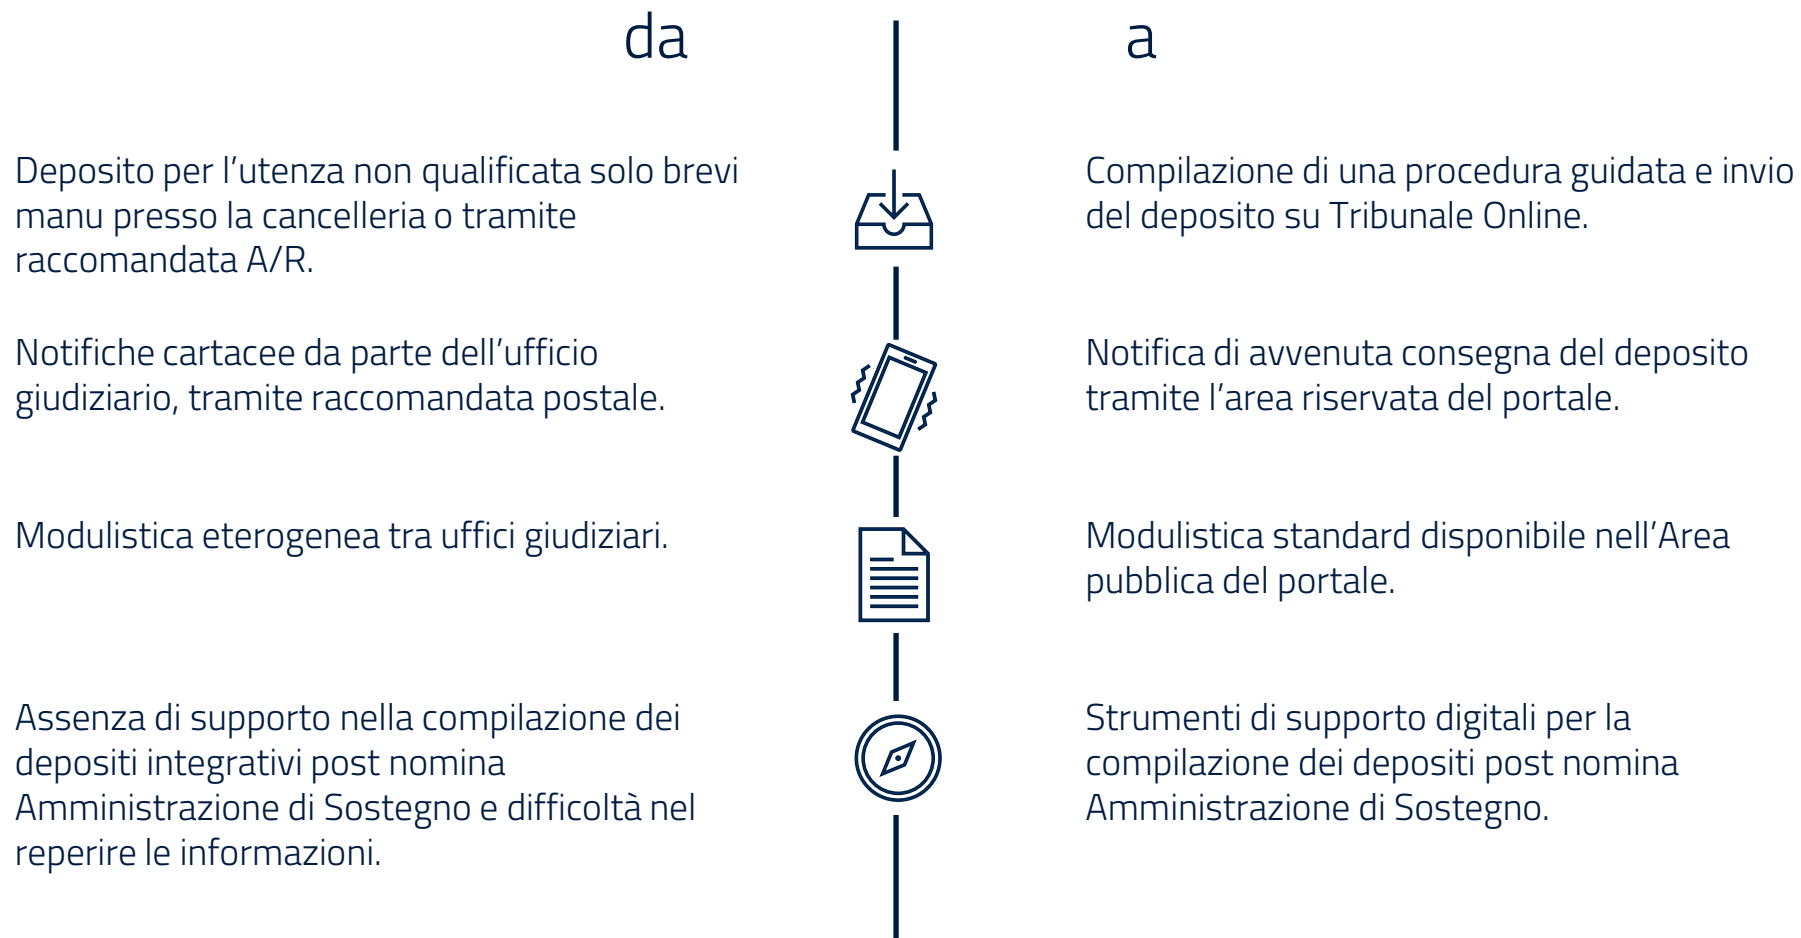 da
a
Deposito per l’utenza non qualificata solo brevi
manu presso la cancelleria o tramite
raccomandata A/R.
Compilazione di una procedura guidata e invio
del deposito su Tribunale Online.
Notifiche cartacee da parte dell’ufficio
giudiziario, tramite raccomandata postale.
Notifica di avvenuta consegna del deposito
tramite l’area riservata del portale.
Modulistica eterogenea tra uffici giudiziari.
Modulistica standard disponibile nell’Area
pubblica del portale.
Assenza di supporto nella compilazione dei
depositi integrativi post nomina
Amministrazione di Sostegno e difficoltà nel
reperire le informazioni.
Strumenti di supporto digitali per la
compilazione dei depositi post nomina
Amministrazione di Sostegno.